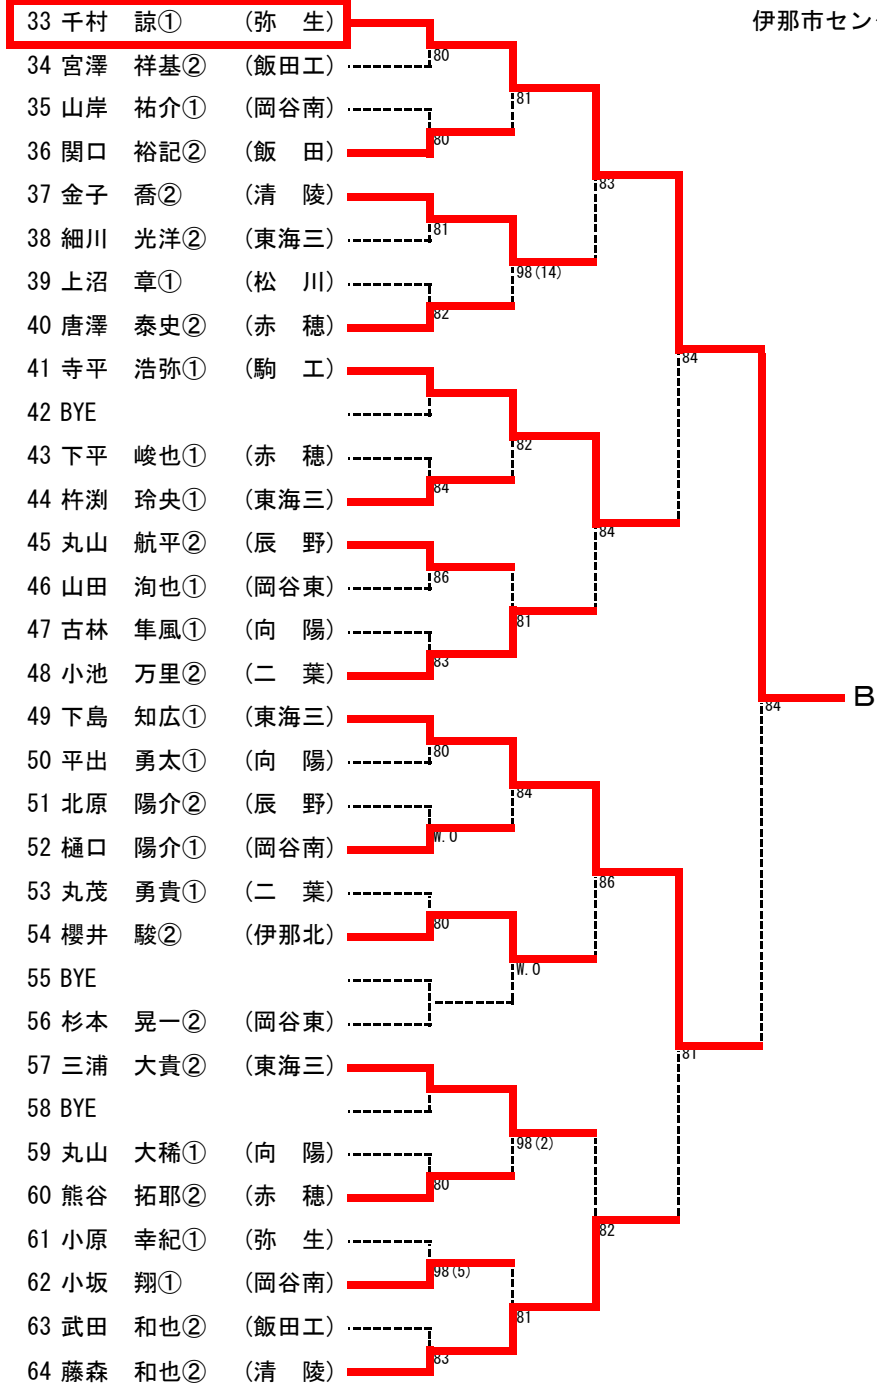 33 千村　諒①　(弥　生)
伊那市セン
34 宮澤　祥基②　(飯田工)
80
35 山岸　祐介①　(岡谷南)
81
36 関口　裕記②　(飯　田)
80
37 金子　喬②　(清　陵)
83
38 細川　光洋②　(東海三)
81
39 上沼　章①　(松　川)
98(14)
40 唐澤　泰史②　(赤　穂)
82
41 寺平　浩弥①　(駒　工)
84
42 BYE
43 下平　峻也①　(赤　穂)
82
44 杵渕　玲央①　(東海三)
84
45 丸山　航平②　(辰　野)
84
46 山田　洵也①　(岡谷東)
86
47 古林　隼風①　(向　陽)
81
48 小池　万里②　(二　葉)
83
49 下島　知広①　(東海三)
84
B
50 平出　勇太①　(向　陽)
80
51 北原　陽介②　(辰　野)
84
52 樋口　陽介①　(岡谷南)
W.O
53 丸茂　勇貴①　(二　葉)
86
54 櫻井　駿②　(伊那北)
80
55 BYE
W.O
56 杉本　晃一②　(岡谷東)
57 三浦　大貴②　(東海三)
81
58 BYE
59 丸山　大稀①　(向　陽)
98(2)
60 熊谷　拓耶②　(赤　穂)
80
61 小原　幸紀①　(弥　生)
82
62 小坂　翔①　(岡谷南)
98(5)
63 武田　和也②　(飯田工)
81
64 藤森　和也②　(清　陵)
83